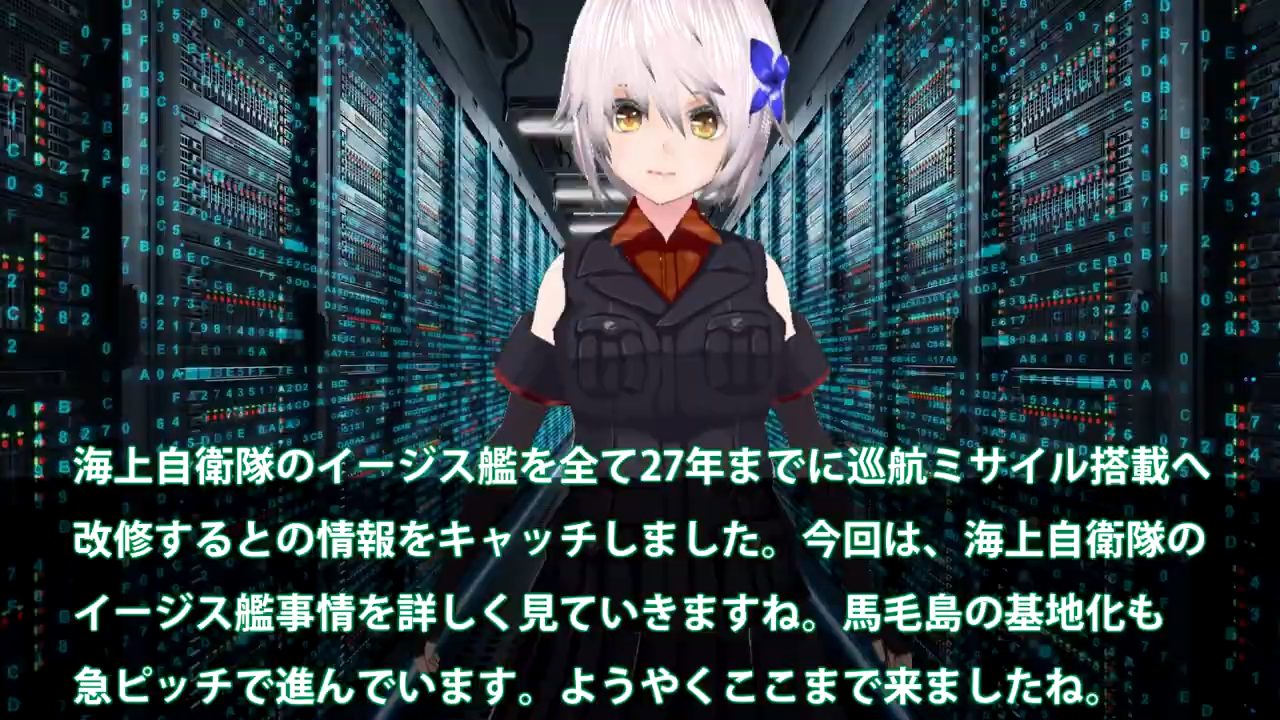 海上自衛隊のイージス艦を全て27年までに巡航ミサイル搭載へ
改修するとの情報をキャッチしました。今回は、海上自衛隊の
イージス艦事情を詳しく見ていきますね。馬毛島の基地化も
急ピッチで進んでいます。ようやくここまで来ましたね。